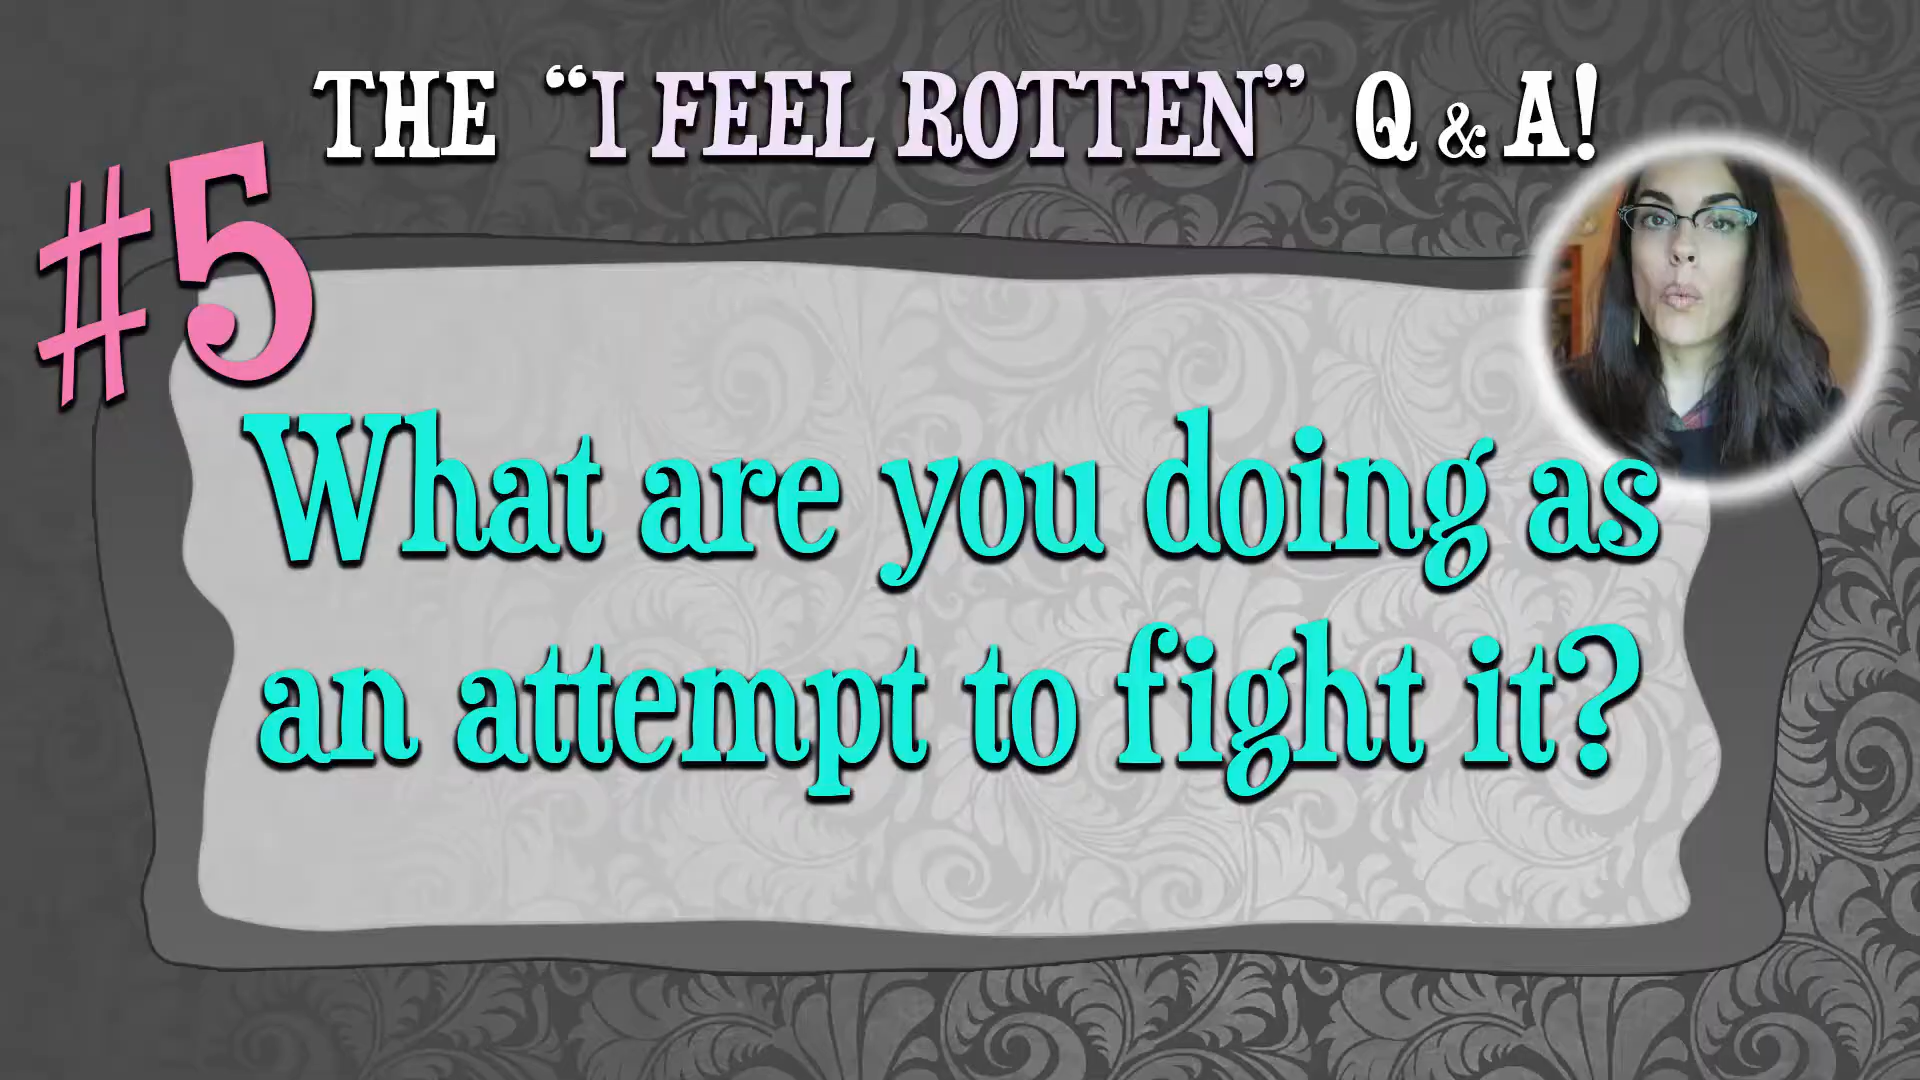 THE “I FEEL ROTTEN” Q & A!
#5
What are you doing as
an attempt to fight it?